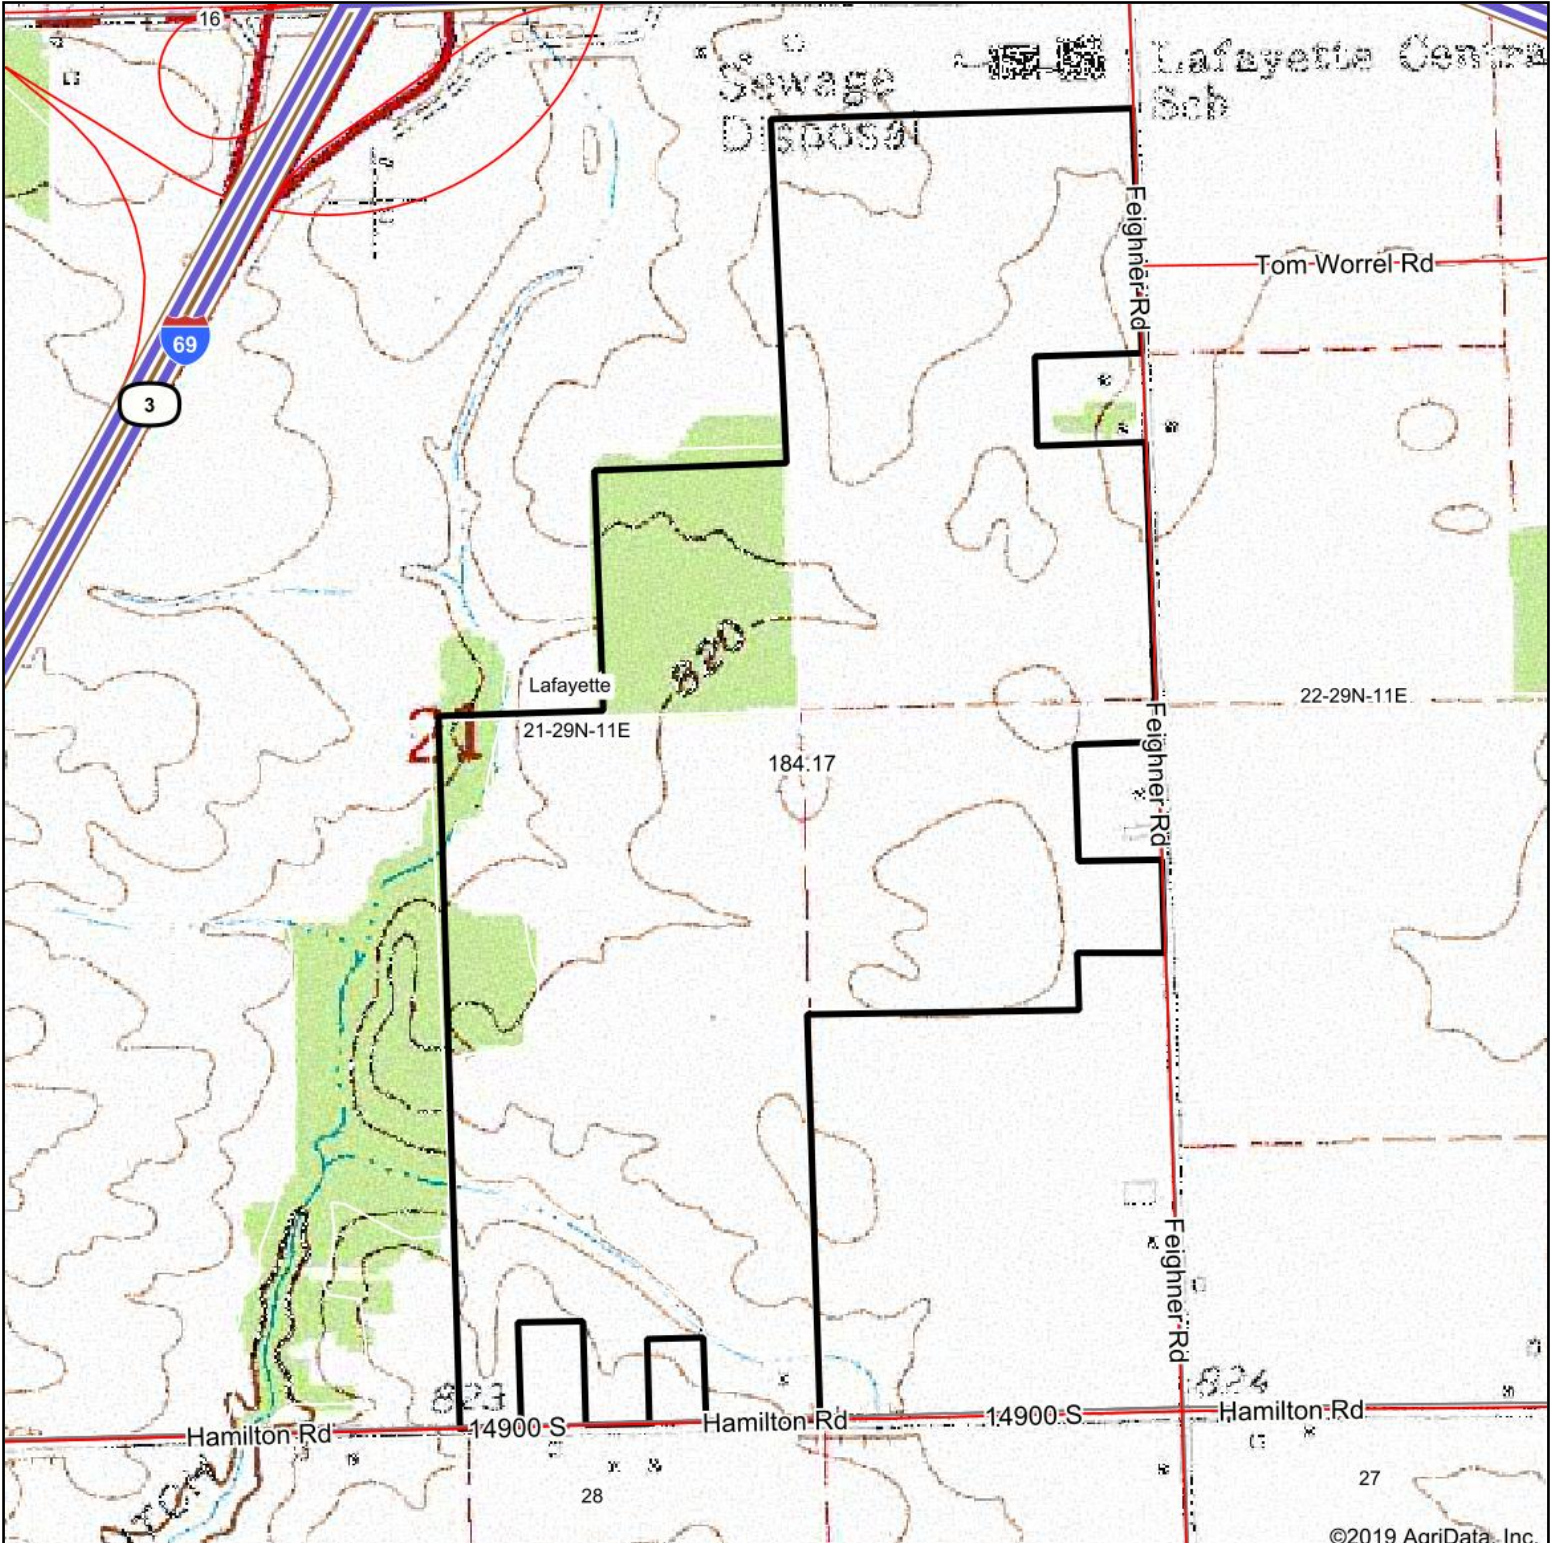 16
Sewage
Disposal
Lafayette Centra
Sch
Feighner Rd
Tom Worrel Rd
69
3
820
Lafayette
21
21-29N-11E
22-29N-11E
184.17
Feighner Rd
Feighner Rd
823
824
Hamilton Rd
14900 S
Hamilton Rd
14900 S
Hamilton Rd
28
27
©2019 AgriData, Inc.